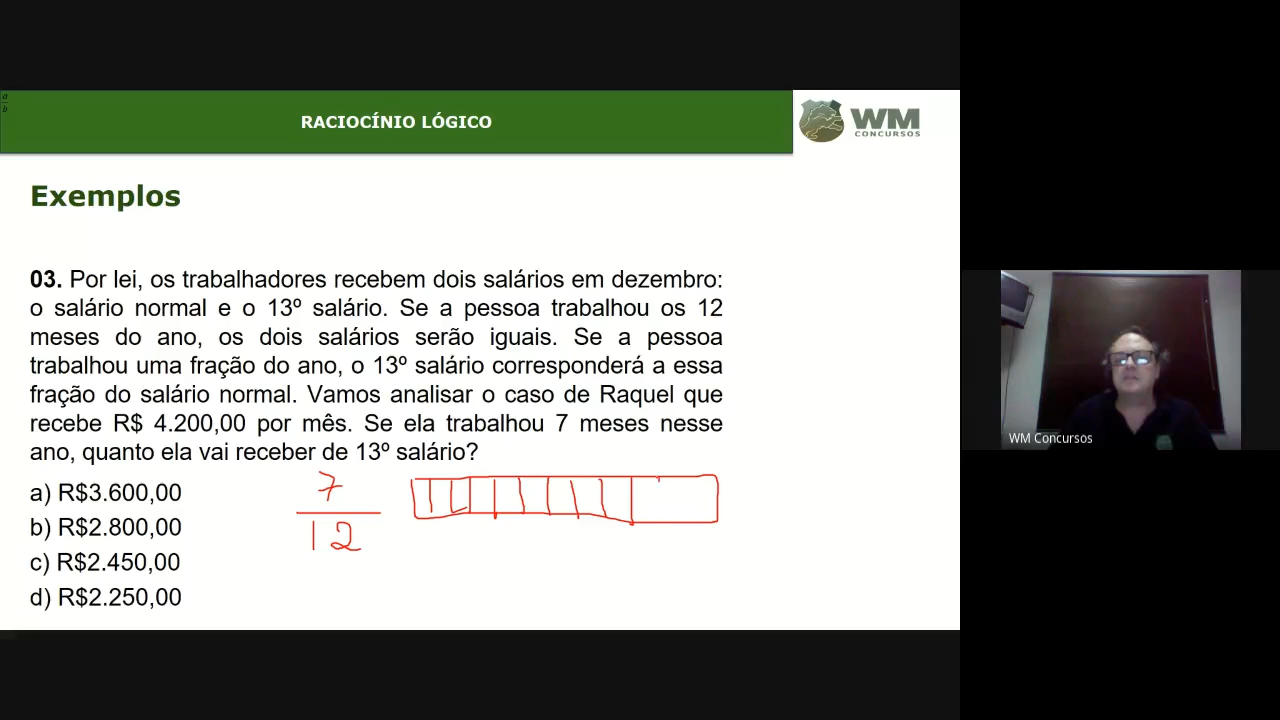 a
b
RACIOCÍNIO LÓGICO
WM
CONCURSOS
Exemplos
03. Por lei, os trabalhadores recebem dois salários em dezembro:
o salário normal e o 13º salário. Se a pessoa trabalhou os 12
meses do ano, os dois salários serão iguais. Se a pessoa
trabalhou uma fração do ano, o 13º salário corresponderá a essa
fração do salário normal. Vamos analisar o caso de Raquel que
recebe R$ 4.200,00 por mês. Se ela trabalhou 7 meses nesse
ano, quanto ela vai receber de 13º salário?
a) R$3.600,00
b) R$2.800,00
c) R$2.450,00
d) R$2.250,00
7
12
WM Concursos